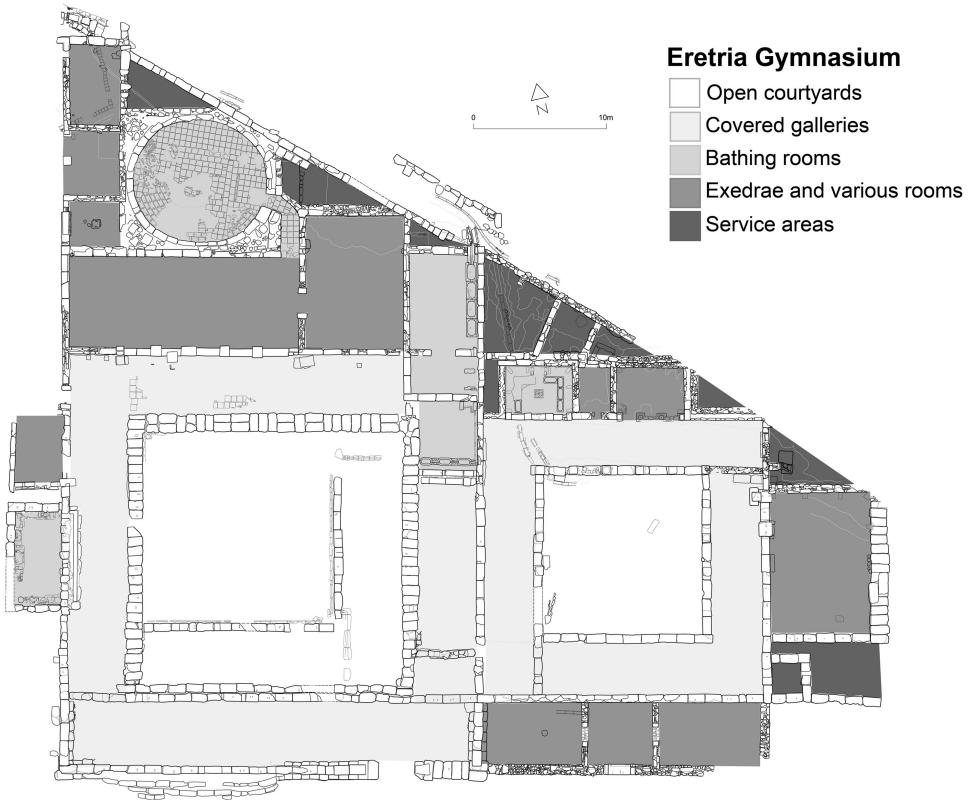 Eretria Gymnasium
Open courtyards
Covered galleries
Bathing rooms
Exedrae and various rooms
Service areas
N
0 10m